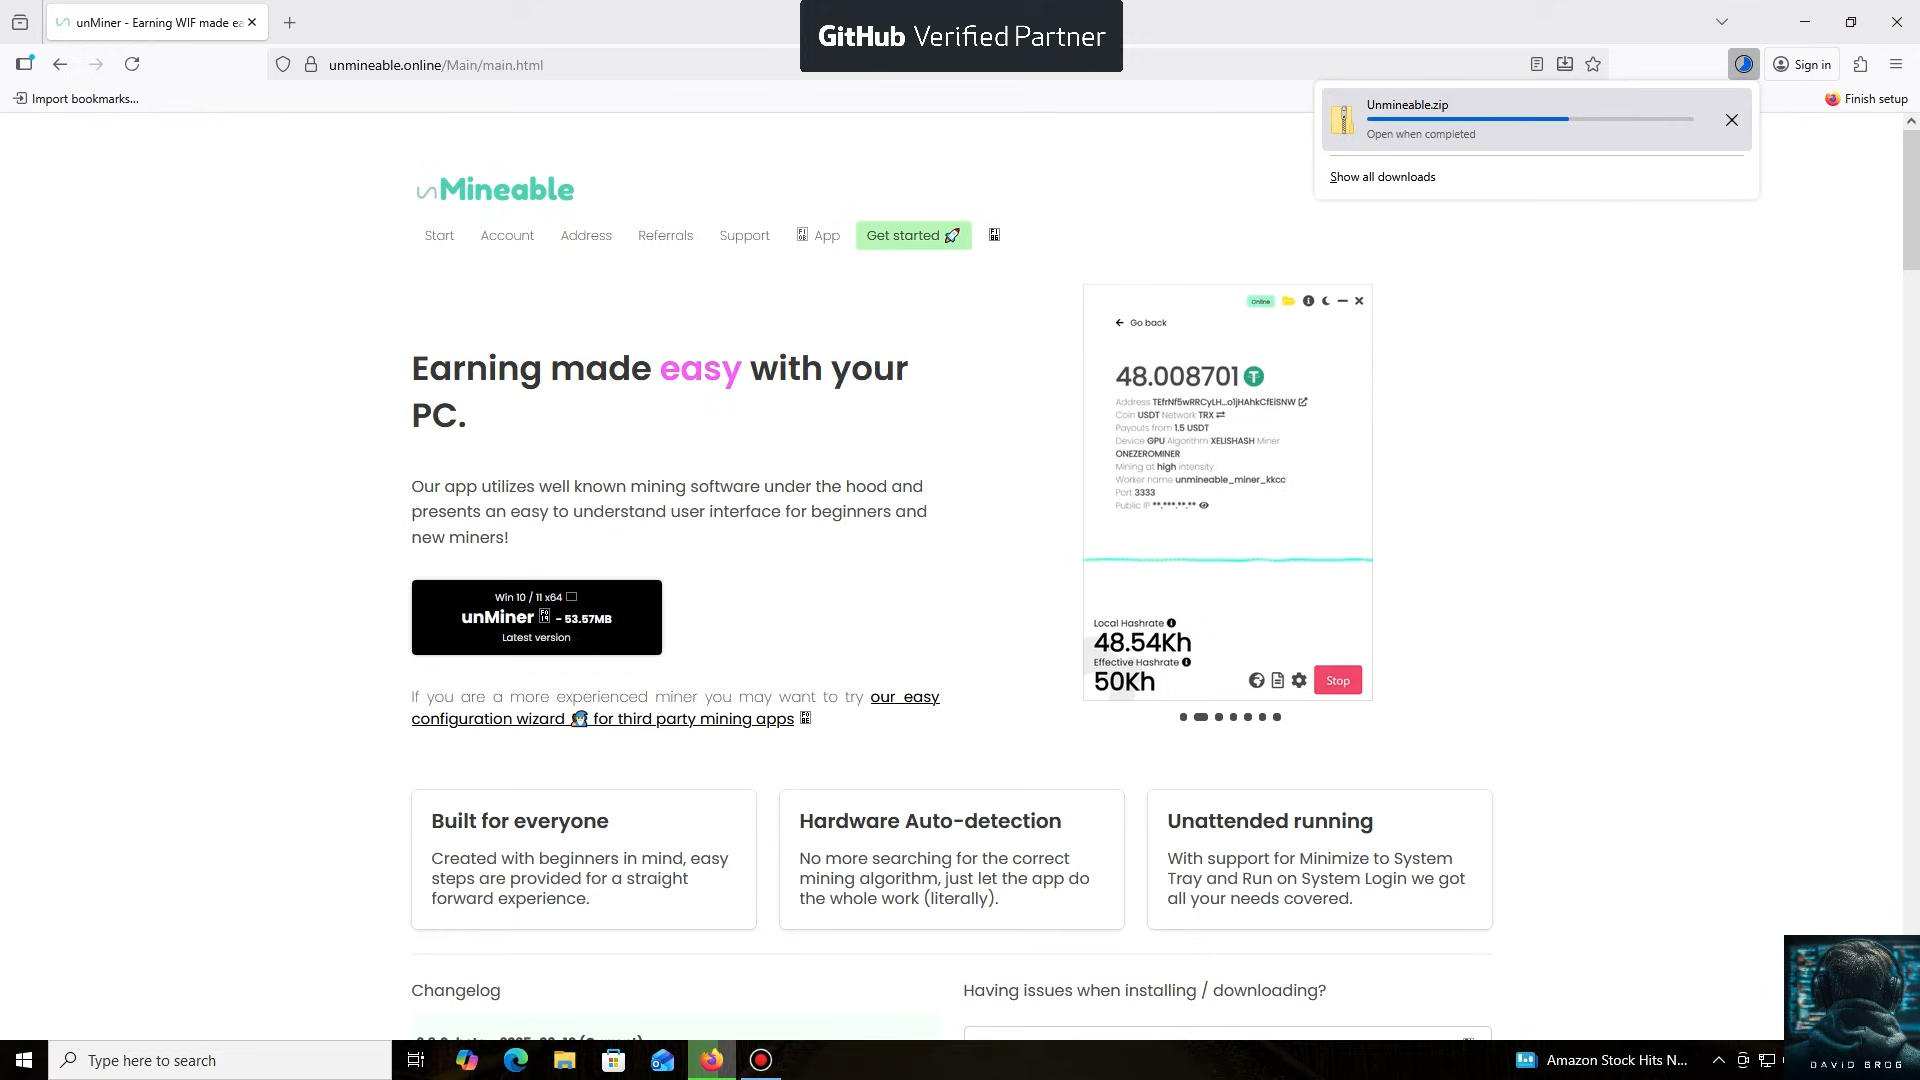 unMiner - Earning WIF made ea
GitHub Verified Partner
unmineable.online/Main/main.html
Sign in
Import bookmarks...
Finish setup
Unmineable.zip
Open when completed
Show all downloads
unMineable
Start
Account
Address
Referrals
Support
App
Get started 🚀
Online
Go back
48.008701
Address TEfrNf5wRRCyLH...o1jHAhkCfEiSNW
Coin USDT Network TRX
Payouts from 1.5 USDT
Device GPU Algorithm XELISHASH Miner
ONEZEROMINER
Mining at high intensity
Worker name unmineable_miner_kkcc
Port 3333
Public IP **.***.**.**
Local Hashrate
48.54Kh
Effective Hashrate
50Kh
Stop
Earning made easy with your
PC.
Our app utilizes well known mining software under the hood and
presents an easy to understand user interface for beginners and
new miners!
Win 10 / 11 x64
unMiner - 53.57MB
Latest version
If you are a more experienced miner you may want to try our easy
configuration wizard for third party mining apps
Built for everyone
Created with beginners in mind, easy
steps are provided for a straight
forward experience.
Hardware Auto-detection
No more searching for the correct
mining algorithm, just let the app do
the whole work (literally).
Unattended running
With support for Minimize to System
Tray and Run on System Login we got
all your needs covered.
Changelog
Having issues when installing / downloading?
Type here to search
Amazon Stock Hits N...
DAVID BROG